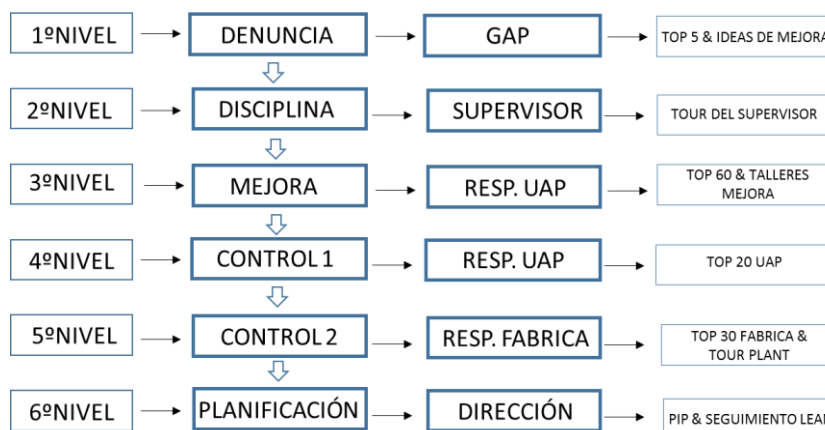 1ºNIVEL DENUNCIA GAP TOP 5 & IDEAS DE MEJORA
2ºNIVEL DISCIPLINA SUPERVISOR TOUR DEL SUPERVISOR
3ºNIVEL MEJORA RESP. UAP TOP 60 & TALLERES
MEJORA
4ºNIVEL CONTROL 1 RESP. UAP TOP 20 UAP
5ºNIVEL CONTROL 2 RESP. FABRICA TOP 30 FABRICA &
TOUR PLANT
6ºNIVEL PLANIFICACIÓN DIRECCIÓN PIP & SEGUIMIENTO LEAN